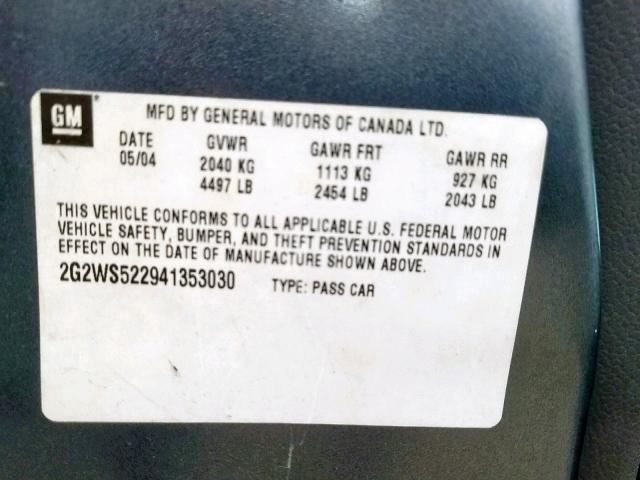 GM
MFD BY GENERAL MOTORS OF CANADA LTD.
DATE GVWR GAWR FRT GAWR RR
05/04 2040 KG 1113 KG 927 KG
4497 LB 2454 LB 2043 LB
THIS VEHICLE CONFORMS TO ALL APPLICABLE U.S. FEDERAL MOTOR
VEHICLE SAFETY, BUMPER, AND THEFT PREVENTION STANDARDS IN
EFFECT ON THE DATE OF MANUFACTURE SHOWN ABOVE.
2G2WS522941353030 TYPE: PASS CAR